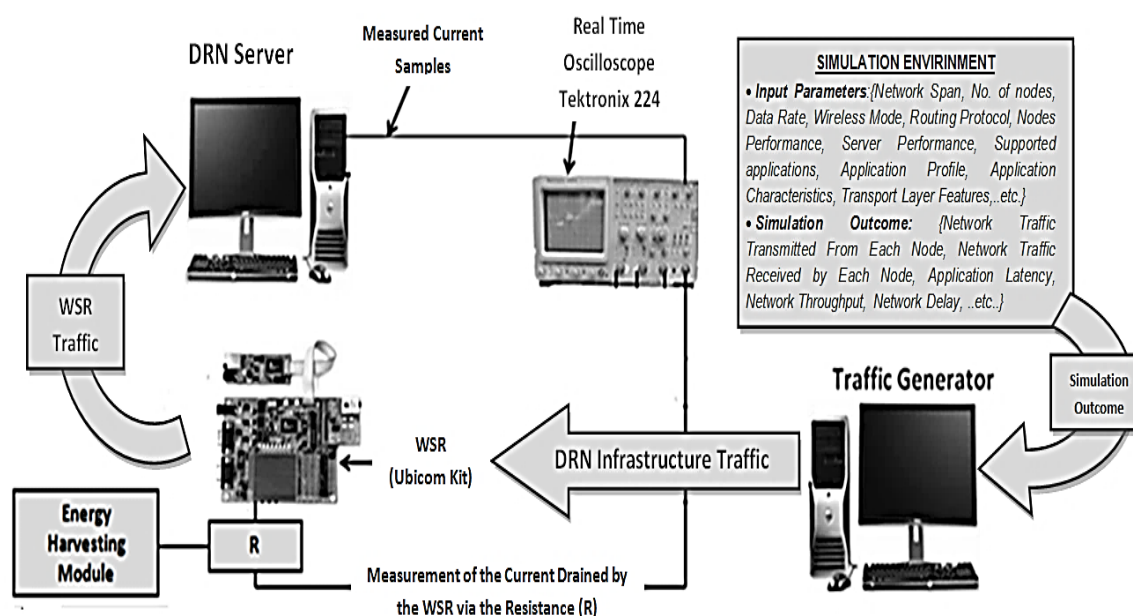 DRN Server
Measured Current
Samples
Real Time
Oscilloscope
Tektronix 224
SIMULATION ENVIRINMENT
• Input Parameters:{Network Span, No. of nodes,
Data Rate, Wireless Mode, Routing Protocol, Nodes
Performance, Server Performance, Supported
applications, Application Profile, Application
Characteristics, Transport Layer Features,..etc.}
• Simulation Outcome: {Network Traffic
Transmitted From Each Node, Network Traffic
Received by Each Node, Application Latency,
Network Throughput, Network Delay, ..etc..}
WSR
Traffic
Simulation
Outcome
Traffic Generator
WSR
(Ubicom Kit)
DRN Infrastructure Traffic
Energy
Harvesting
Module
R
Measurement of the Current Drained by
the WSR via the Resistance (R)